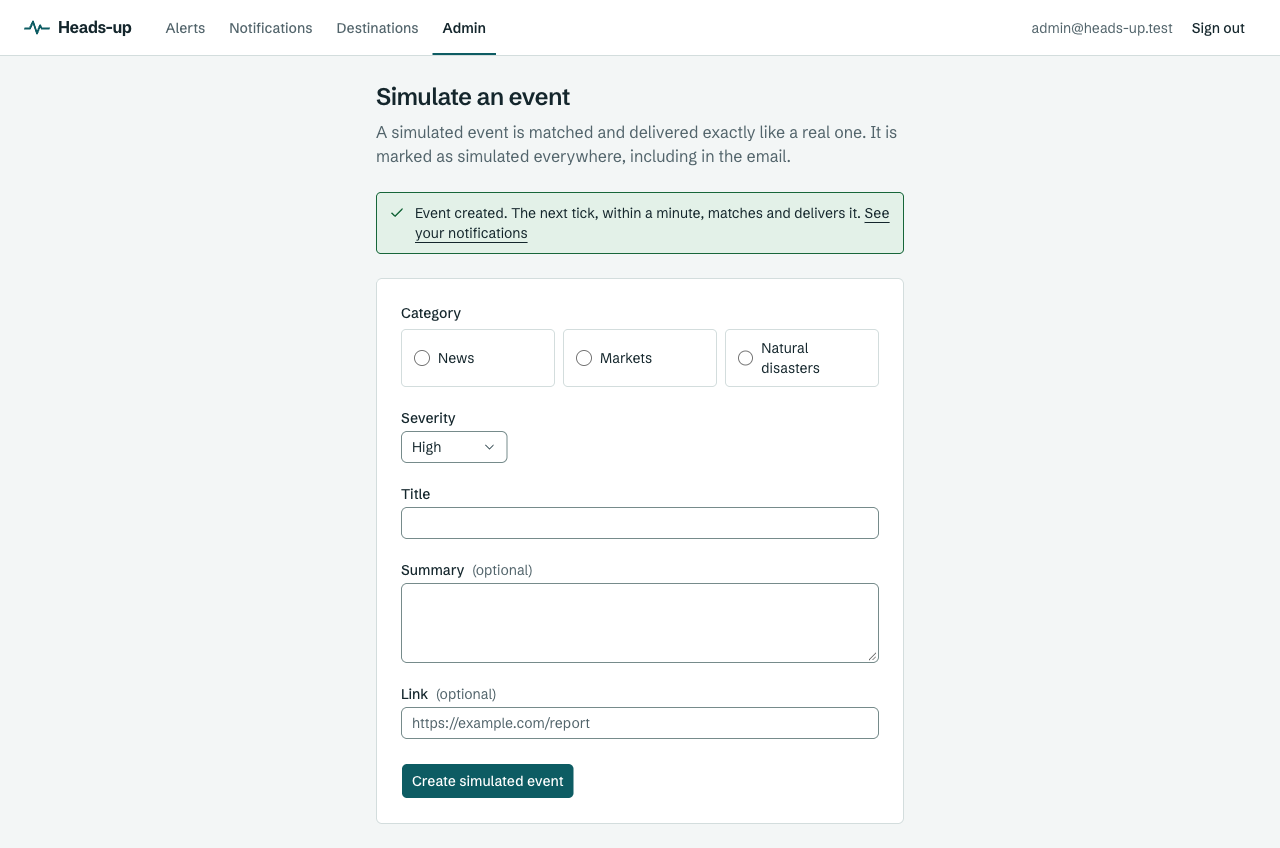 Heads-up Alerts Notifications Destinations Admin admin@heads-up.test Sign out
Simulate an event
A simulated event is matched and delivered exactly like a real one. It is
marked as simulated everywhere, including in the email.
Event created. The next tick, within a minute, matches and delivers it. See
your notifications
Category
News
Markets
Natural
disasters
Severity
High
Title
Summary (optional)
Link (optional)
https://example.com/report
Create simulated event